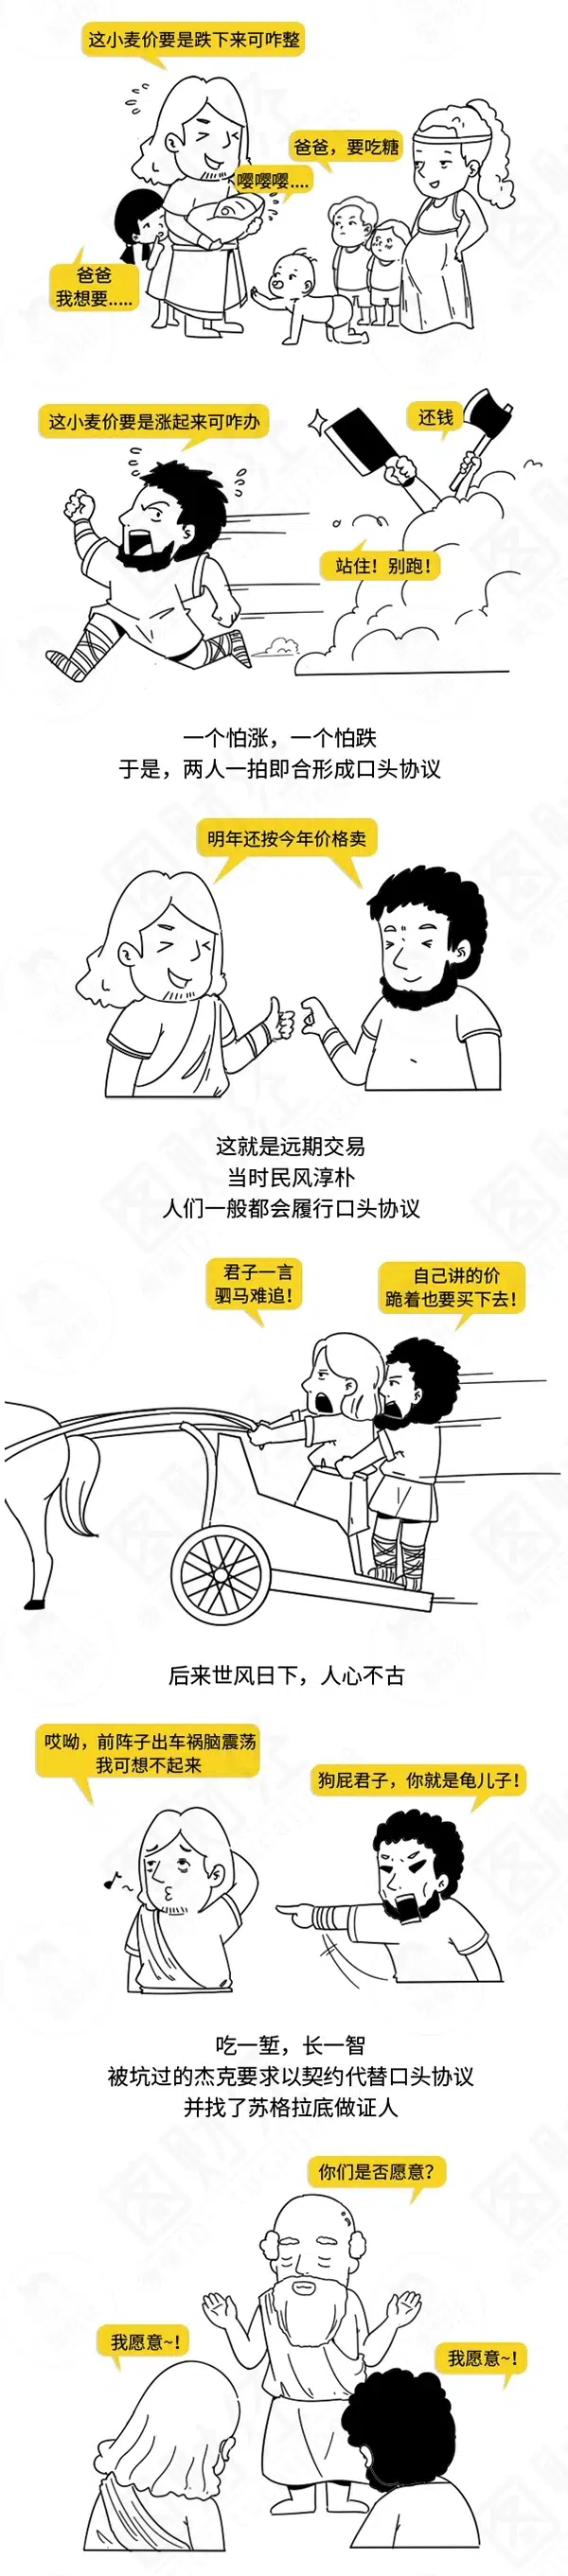 这小麦价要是跌下来可咋整
爸爸，要吃糖
嘤嘤嘤....
爸爸
我想要.....
这小麦价要是涨起来可咋办
还钱
站住！别跑！
一个怕涨，一个怕跌
于是，两人一拍即合形成口头协议
明年还按今年价格卖
这就是远期交易
当时民风淳朴
人们一般都会履行口头协议
君子一言
驷马难追！
自己讲的价
跪着也要买下去！
后来世风日下，人心不古
哎呦，前阵子出车祸脑震荡
我可想不起来
狗屁君子，你就是龟儿子！
吃一堑，长一智
被坑过的杰克要求以契约代替口头协议
并找了苏格拉底做证人
你们是否愿意？
我愿意~！
我愿意~！